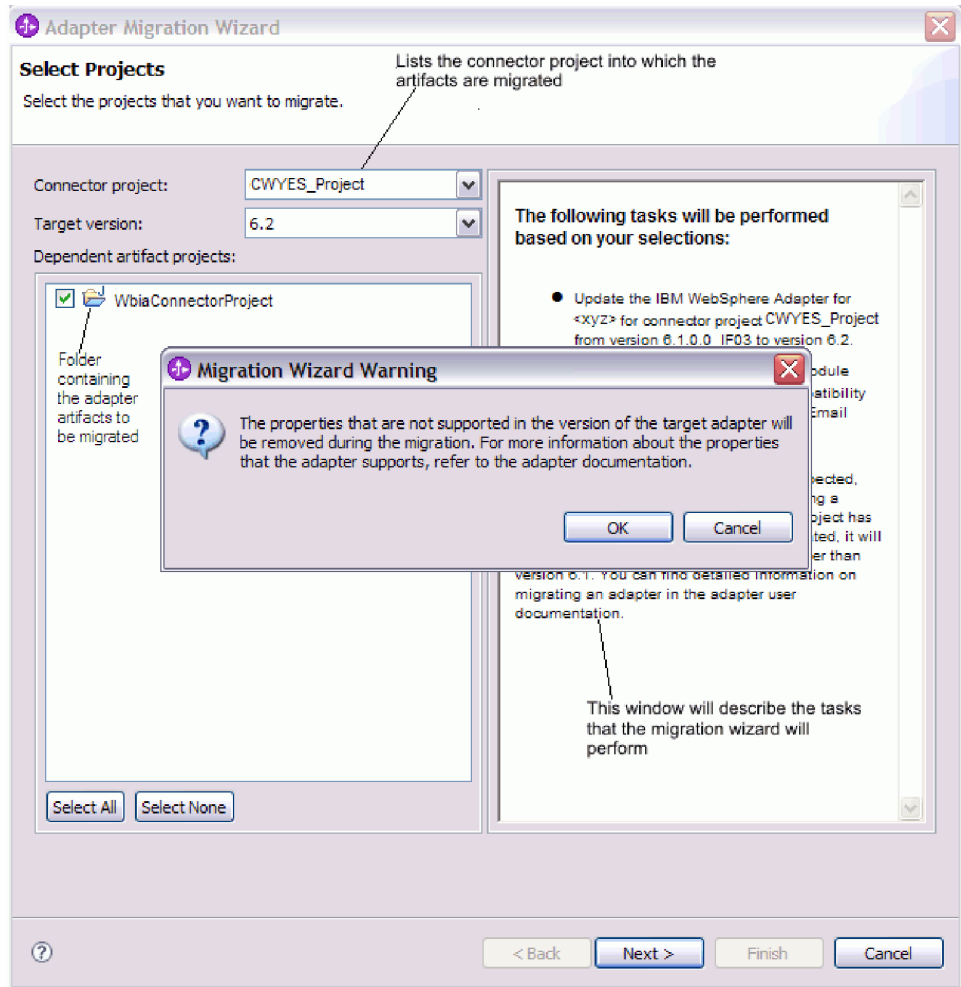 Adapter Migration Wizard
Select Projects
Select the projects that you want to migrate.
Lists the connector project into which the
artifacts are migrated
Connector project:
CWYES_Project
Target version:
6.2
Dependent artifact projects:
WbiaConnectorProject
Folder
containing
the adapter
artifacts to
be migrated
The following tasks will be performed
based on your selections:
Update the IBM WebSphere Adapter for
<xyz> for connector project CWYES_Project
from version 6.1.0.0_IF03 to version 6.2.
Migration Wizard Warning
The properties that are not supported in the version of the target adapter will
be removed during the migration. For more information about the properties
that the adapter supports, refer to the adapter documentation.
OK
Cancel
Email
has
it will
than
version 6.1. You can find detailed information on
migrating an adapter in the adapter user
documentation.
This window will describe the tasks
that the migration wizard will
perform
Select All
Select None
?
< Back
Next >
Finish
Cancel